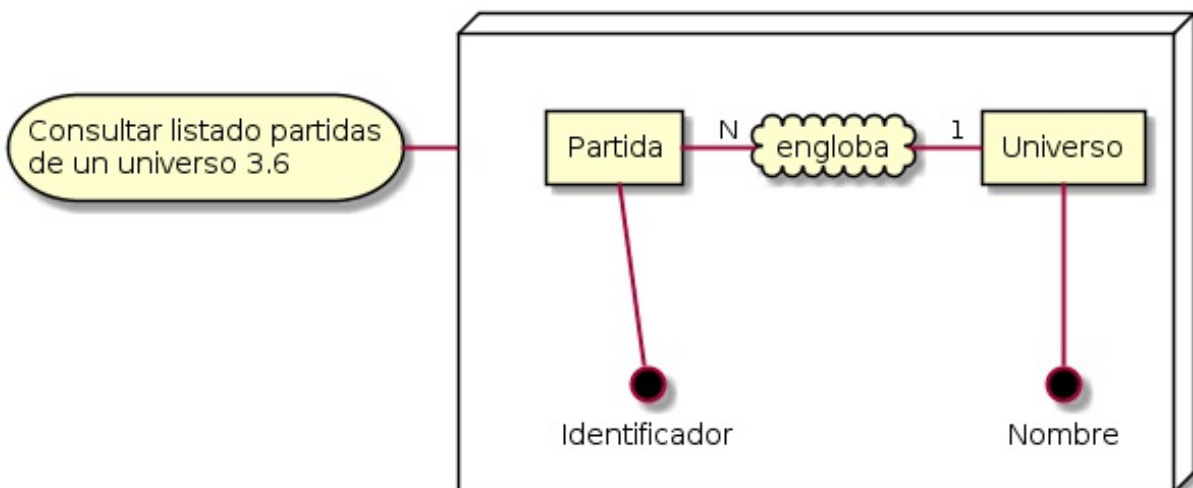 Consultar listado partidas
de un universo 3.6
Partida
N
engloba
1
Universo
Identificador
Nombre